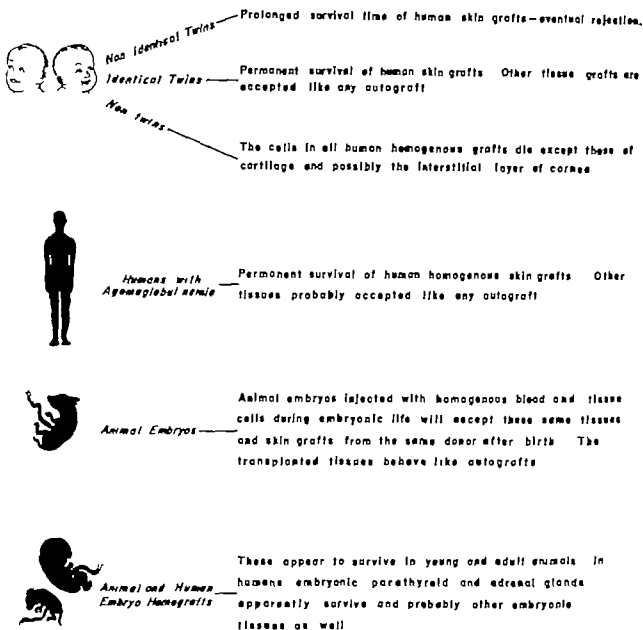 Non Identical Twins
Prolonged survival time of human skin grafts—eventual rejection.
Identical Twins
Permanent survival of human skin grafts Other tissue grafts are
accepted like any autograft
Non twins
The cells in all human homogenous grafts die except those of
cartilage and possibly the interstitial layer of cornea
Humans with
Agamaglobulinemia
Permanent survival of human homogenous skin grafts Other
tissues probably accepted like any autograft
Animal Embryos
Animal embryos injected with homogenous blood and tissue
cells during embryonic life will accept these same tissues
and skin grafts from the same donor after birth The
transplanted tissues behave like autografts
Animal and Human
Embryo Homografts
These appear to survive in young and adult animals In
humans embryonic parathyroid and adrenal glands
apparently survive and probably other embryonic
tissues as well